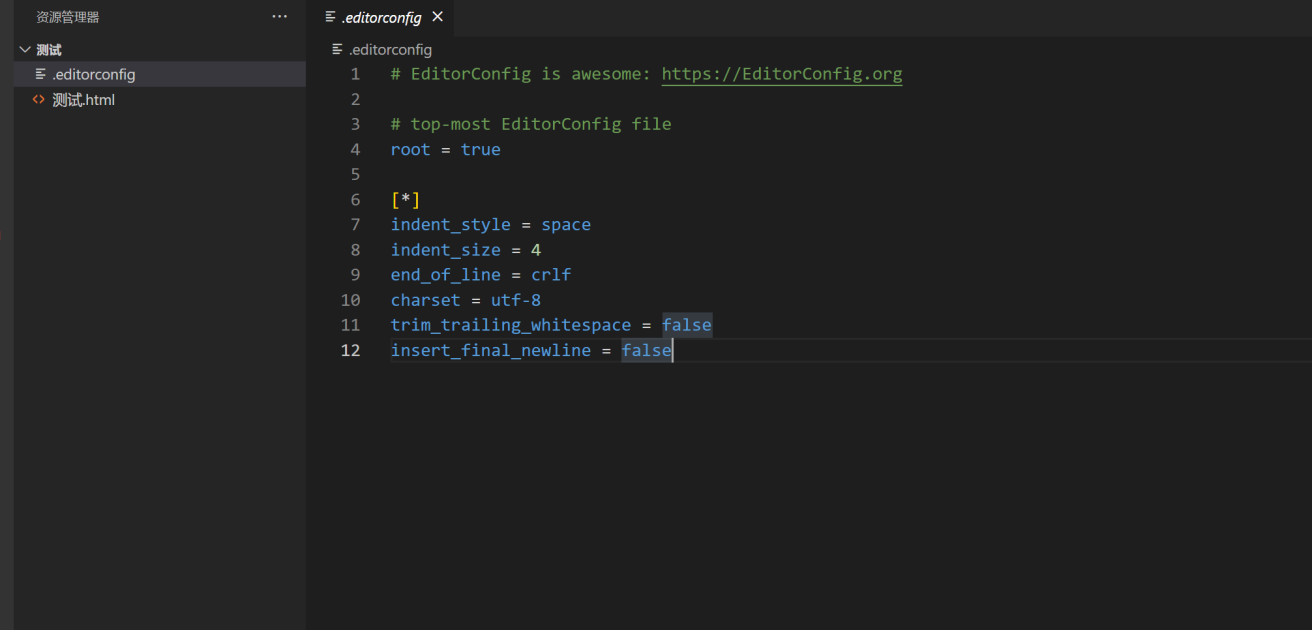 资源管理器
···
测试
.editorconfig
测试.html
.editorconfig ×
.editorconfig
1 # EditorConfig is awesome: https://EditorConfig.org
2
3 # top-most EditorConfig file
4 root = true
5
6 [*]
7 indent_style = space
8 indent_size = 4
9 end_of_line = crlf
10 charset = utf-8
11 trim_trailing_whitespace = false
12 insert_final_newline = false